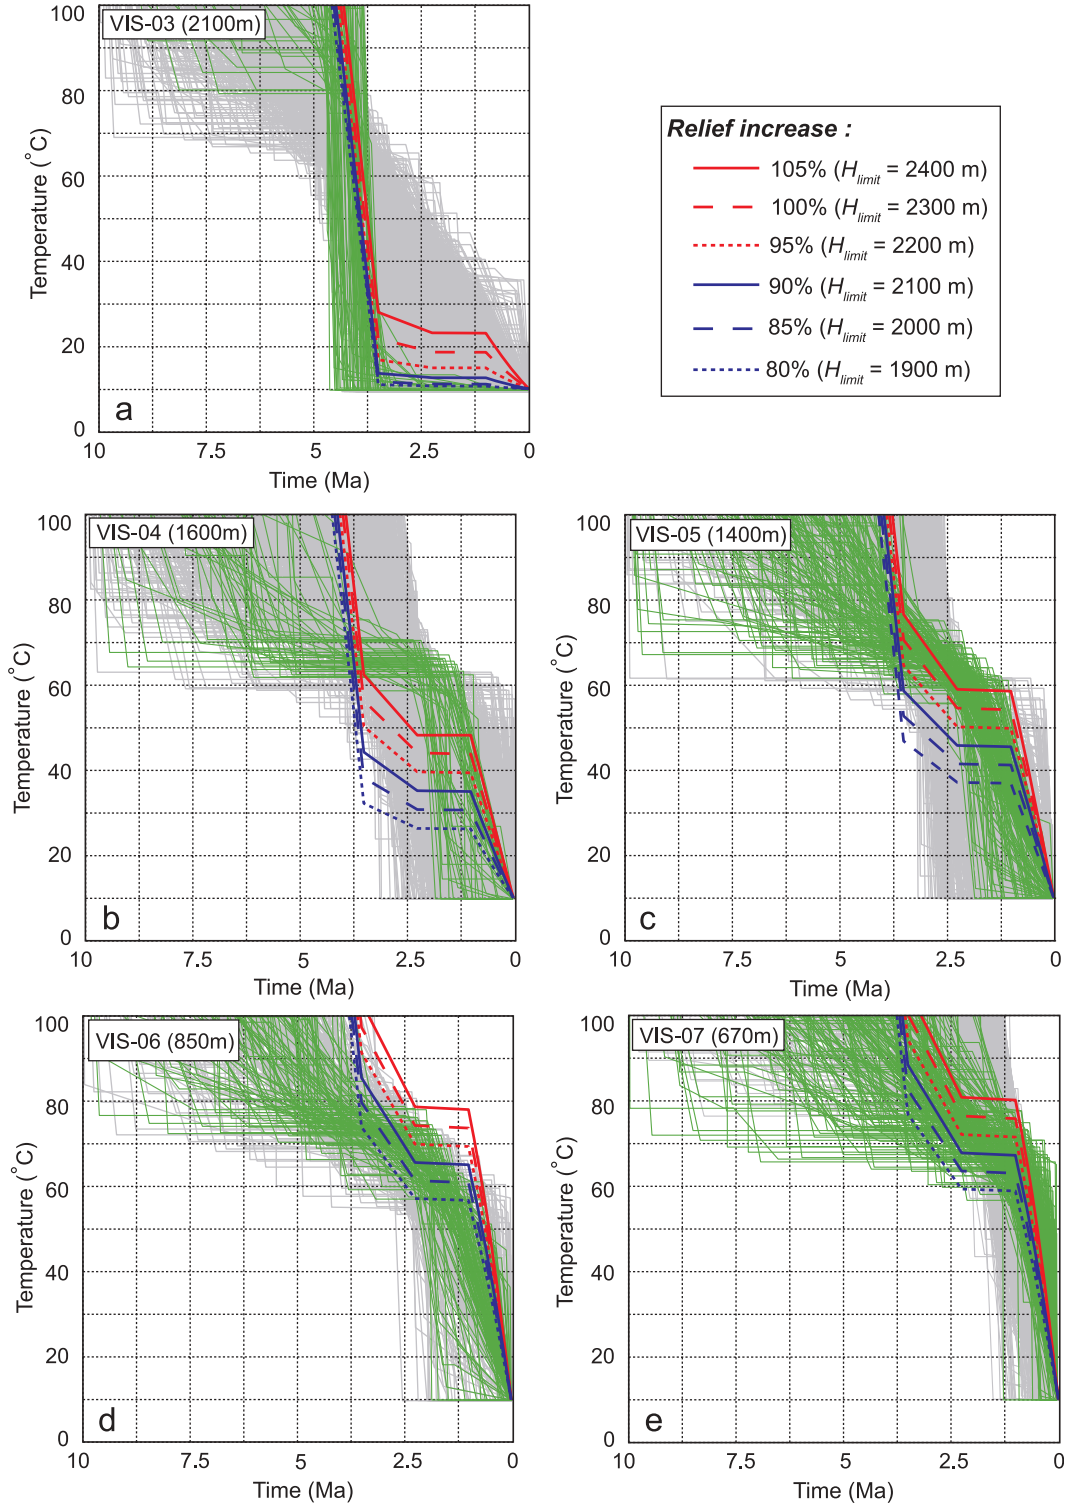 VIS-03 (2100m)
100
80
60
40
20
0
Temperature (°C)
a
10
7.5
5
2.5
0
Time (Ma)
Relief increase :
105% (Hlimit = 2400 m)
100% (Hlimit = 2300 m)
95% (Hlimit = 2200 m)
90% (Hlimit = 2100 m)
85% (Hlimit = 2000 m)
80% (Hlimit = 1900 m)
VIS-04 (1600m)
100
80
60
40
20
0
Temperature (°C)
b
10
7.5
5
2.5
0
Time (Ma)
VIS-05 (1400m)
100
80
60
40
20
0
Temperature (°C)
c
10
7.5
5
2.5
0
Time (Ma)
VIS-06 (850m)
100
80
60
40
20
0
Temperature (°C)
d
10
7.5
5
2.5
0
Time (Ma)
VIS-07 (670m)
100
80
60
40
20
0
Temperature (°C)
e
10
7.5
5
2.5
0
Time (Ma)